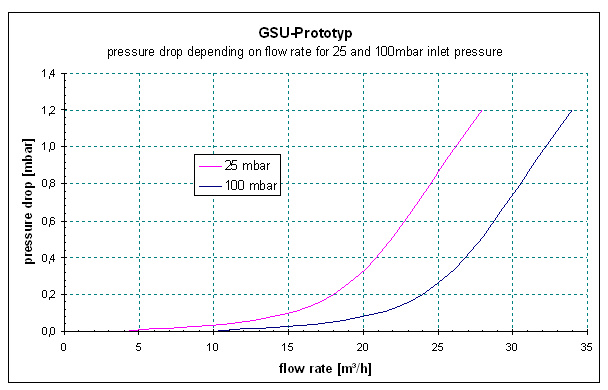 GSU-Prototyp
pressure drop depending on flow rate for 25 and 100mbar inlet pressure
pressure drop [mbar]
1,4
1,2
1,0
0,8
0,6
0,4
0,2
0,0
25 mbar
100 mbar
0 5 10 15 20 25 30 35
flow rate [m³/h]